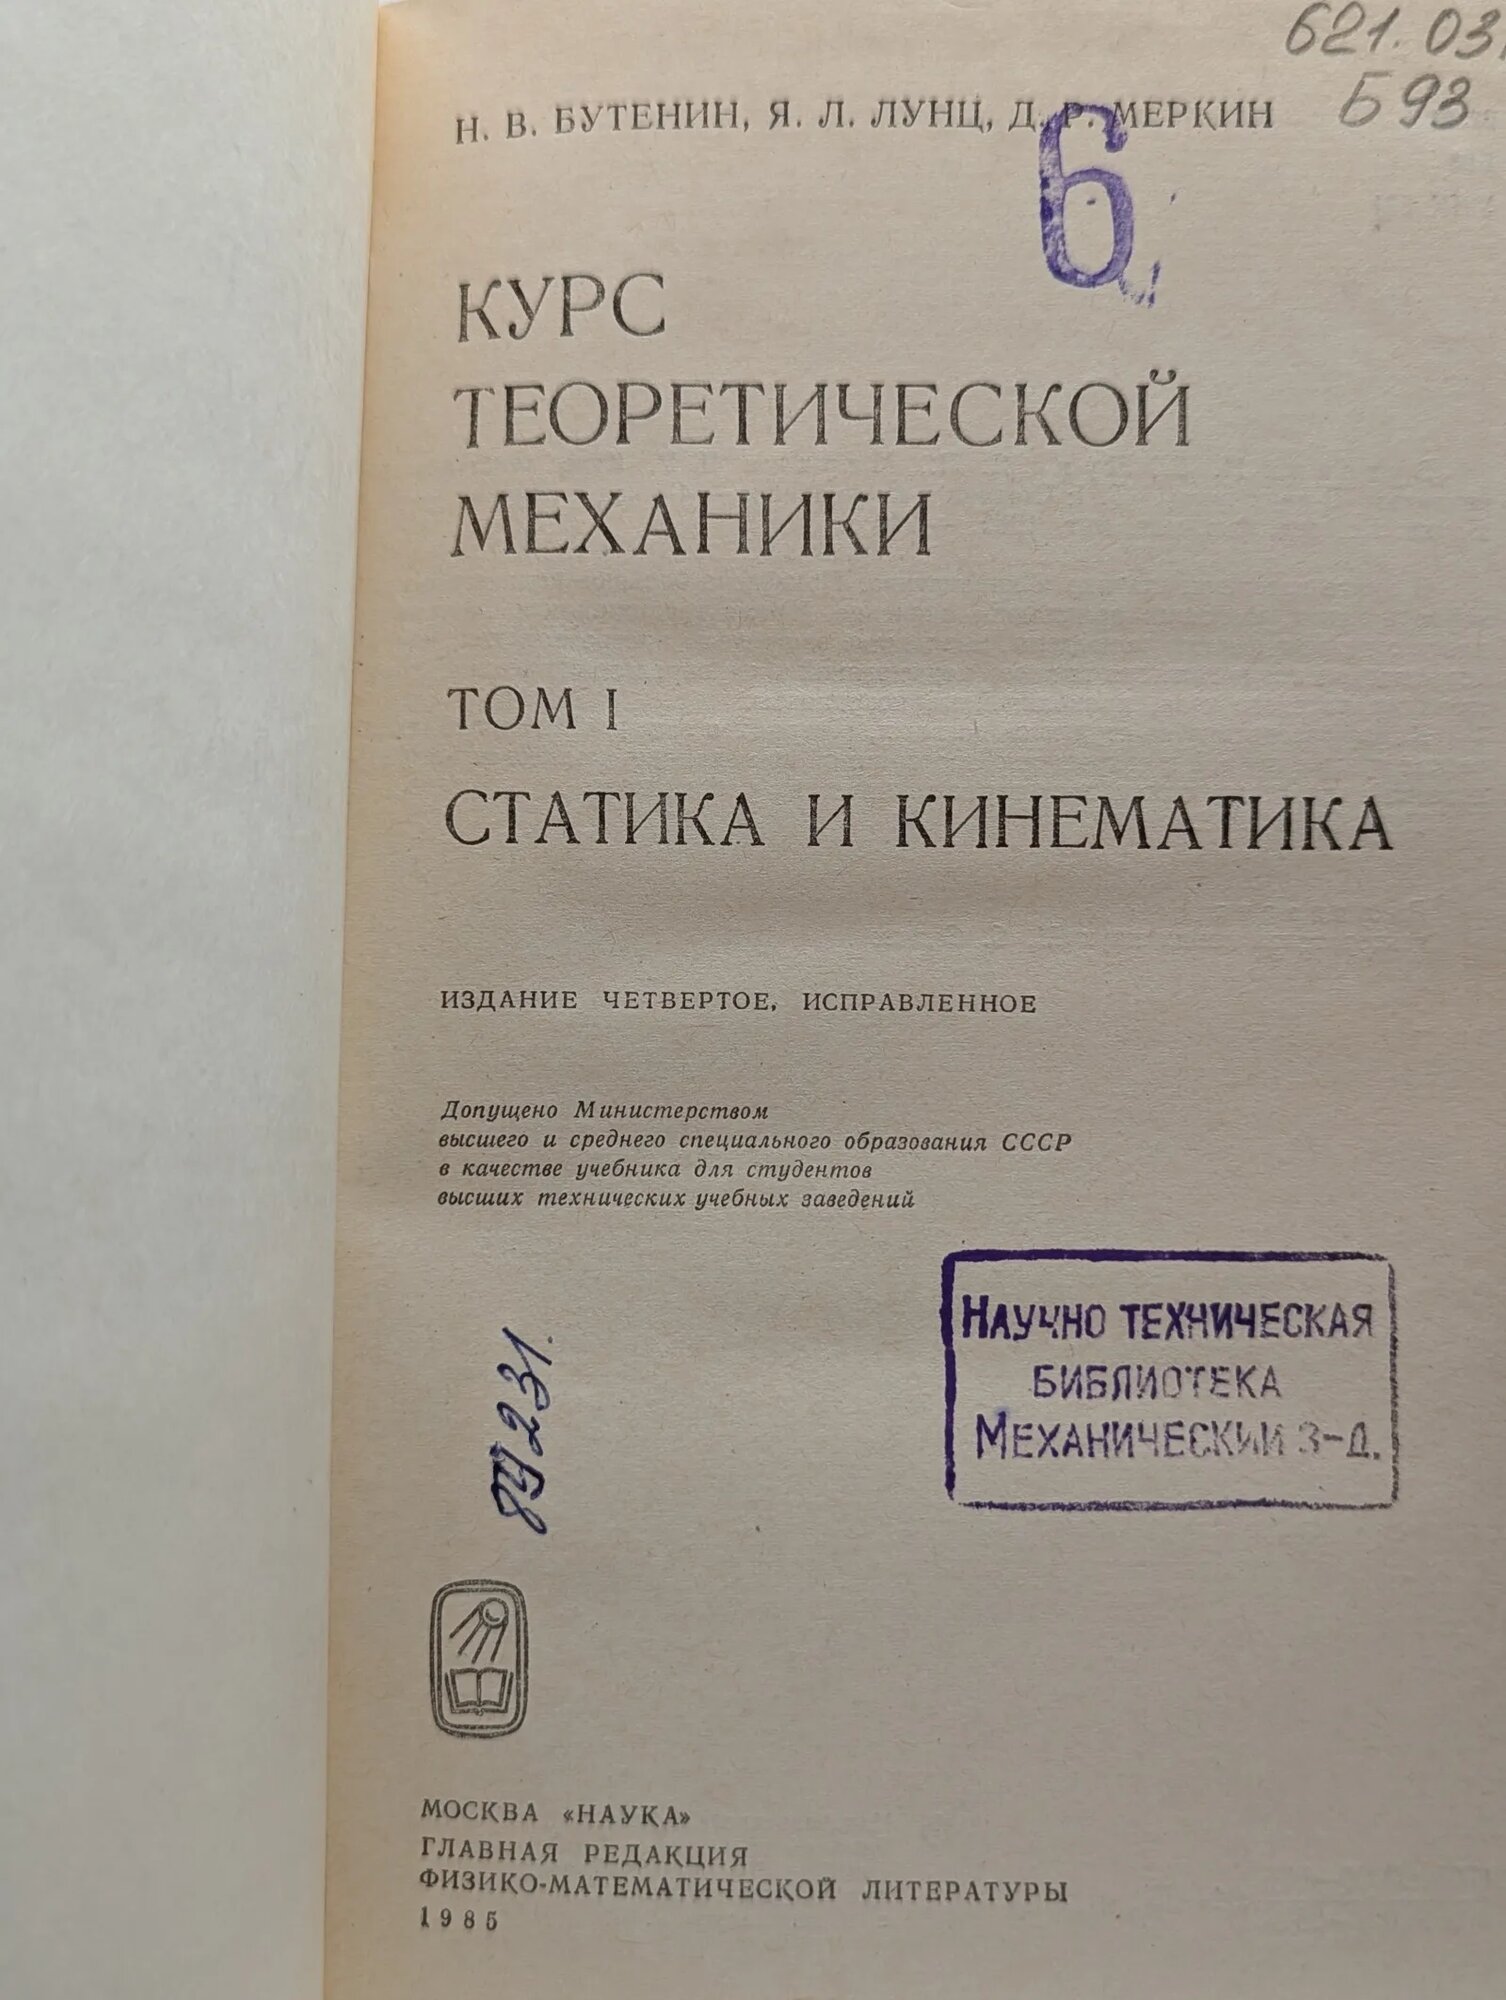 621.03
Б93
Н. В. БУТЕНИН, Я. Л. ЛУНЦ, Д. Р. МЕРКИН
6
КУРС
ТЕОРЕТИЧЕСКОЙ
МЕХАНИКИ
ТОМ I
СТАТИКА И КИНЕМАТИКА
ИЗДАНИЕ ЧЕТВЕРТОЕ, ИСПРАВЛЕННОЕ
Допущено Министерством
высшего и среднего специального образования СССР
в качестве учебника для студентов
высших технических учебных заведений
НАУЧНО ТЕХНИЧЕСКАЯ
БИБЛИОТЕКА
МЕХАНИЧЕСКИЙ З-Д.
МОСКВА «НАУКА»
ГЛАВНАЯ РЕДАКЦИЯ
ФИЗИКО-МАТЕМАТИЧЕСКОЙ ЛИТЕРАТУРЫ
1985